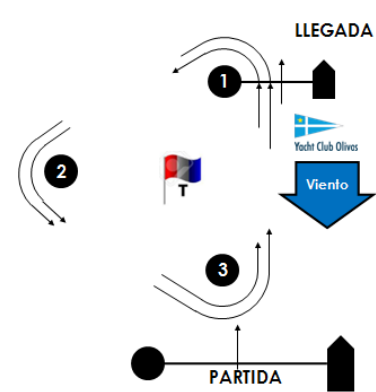 LLEGADA
1
Yacht Club Olivos
2
T
Viento
3
PARTIDA